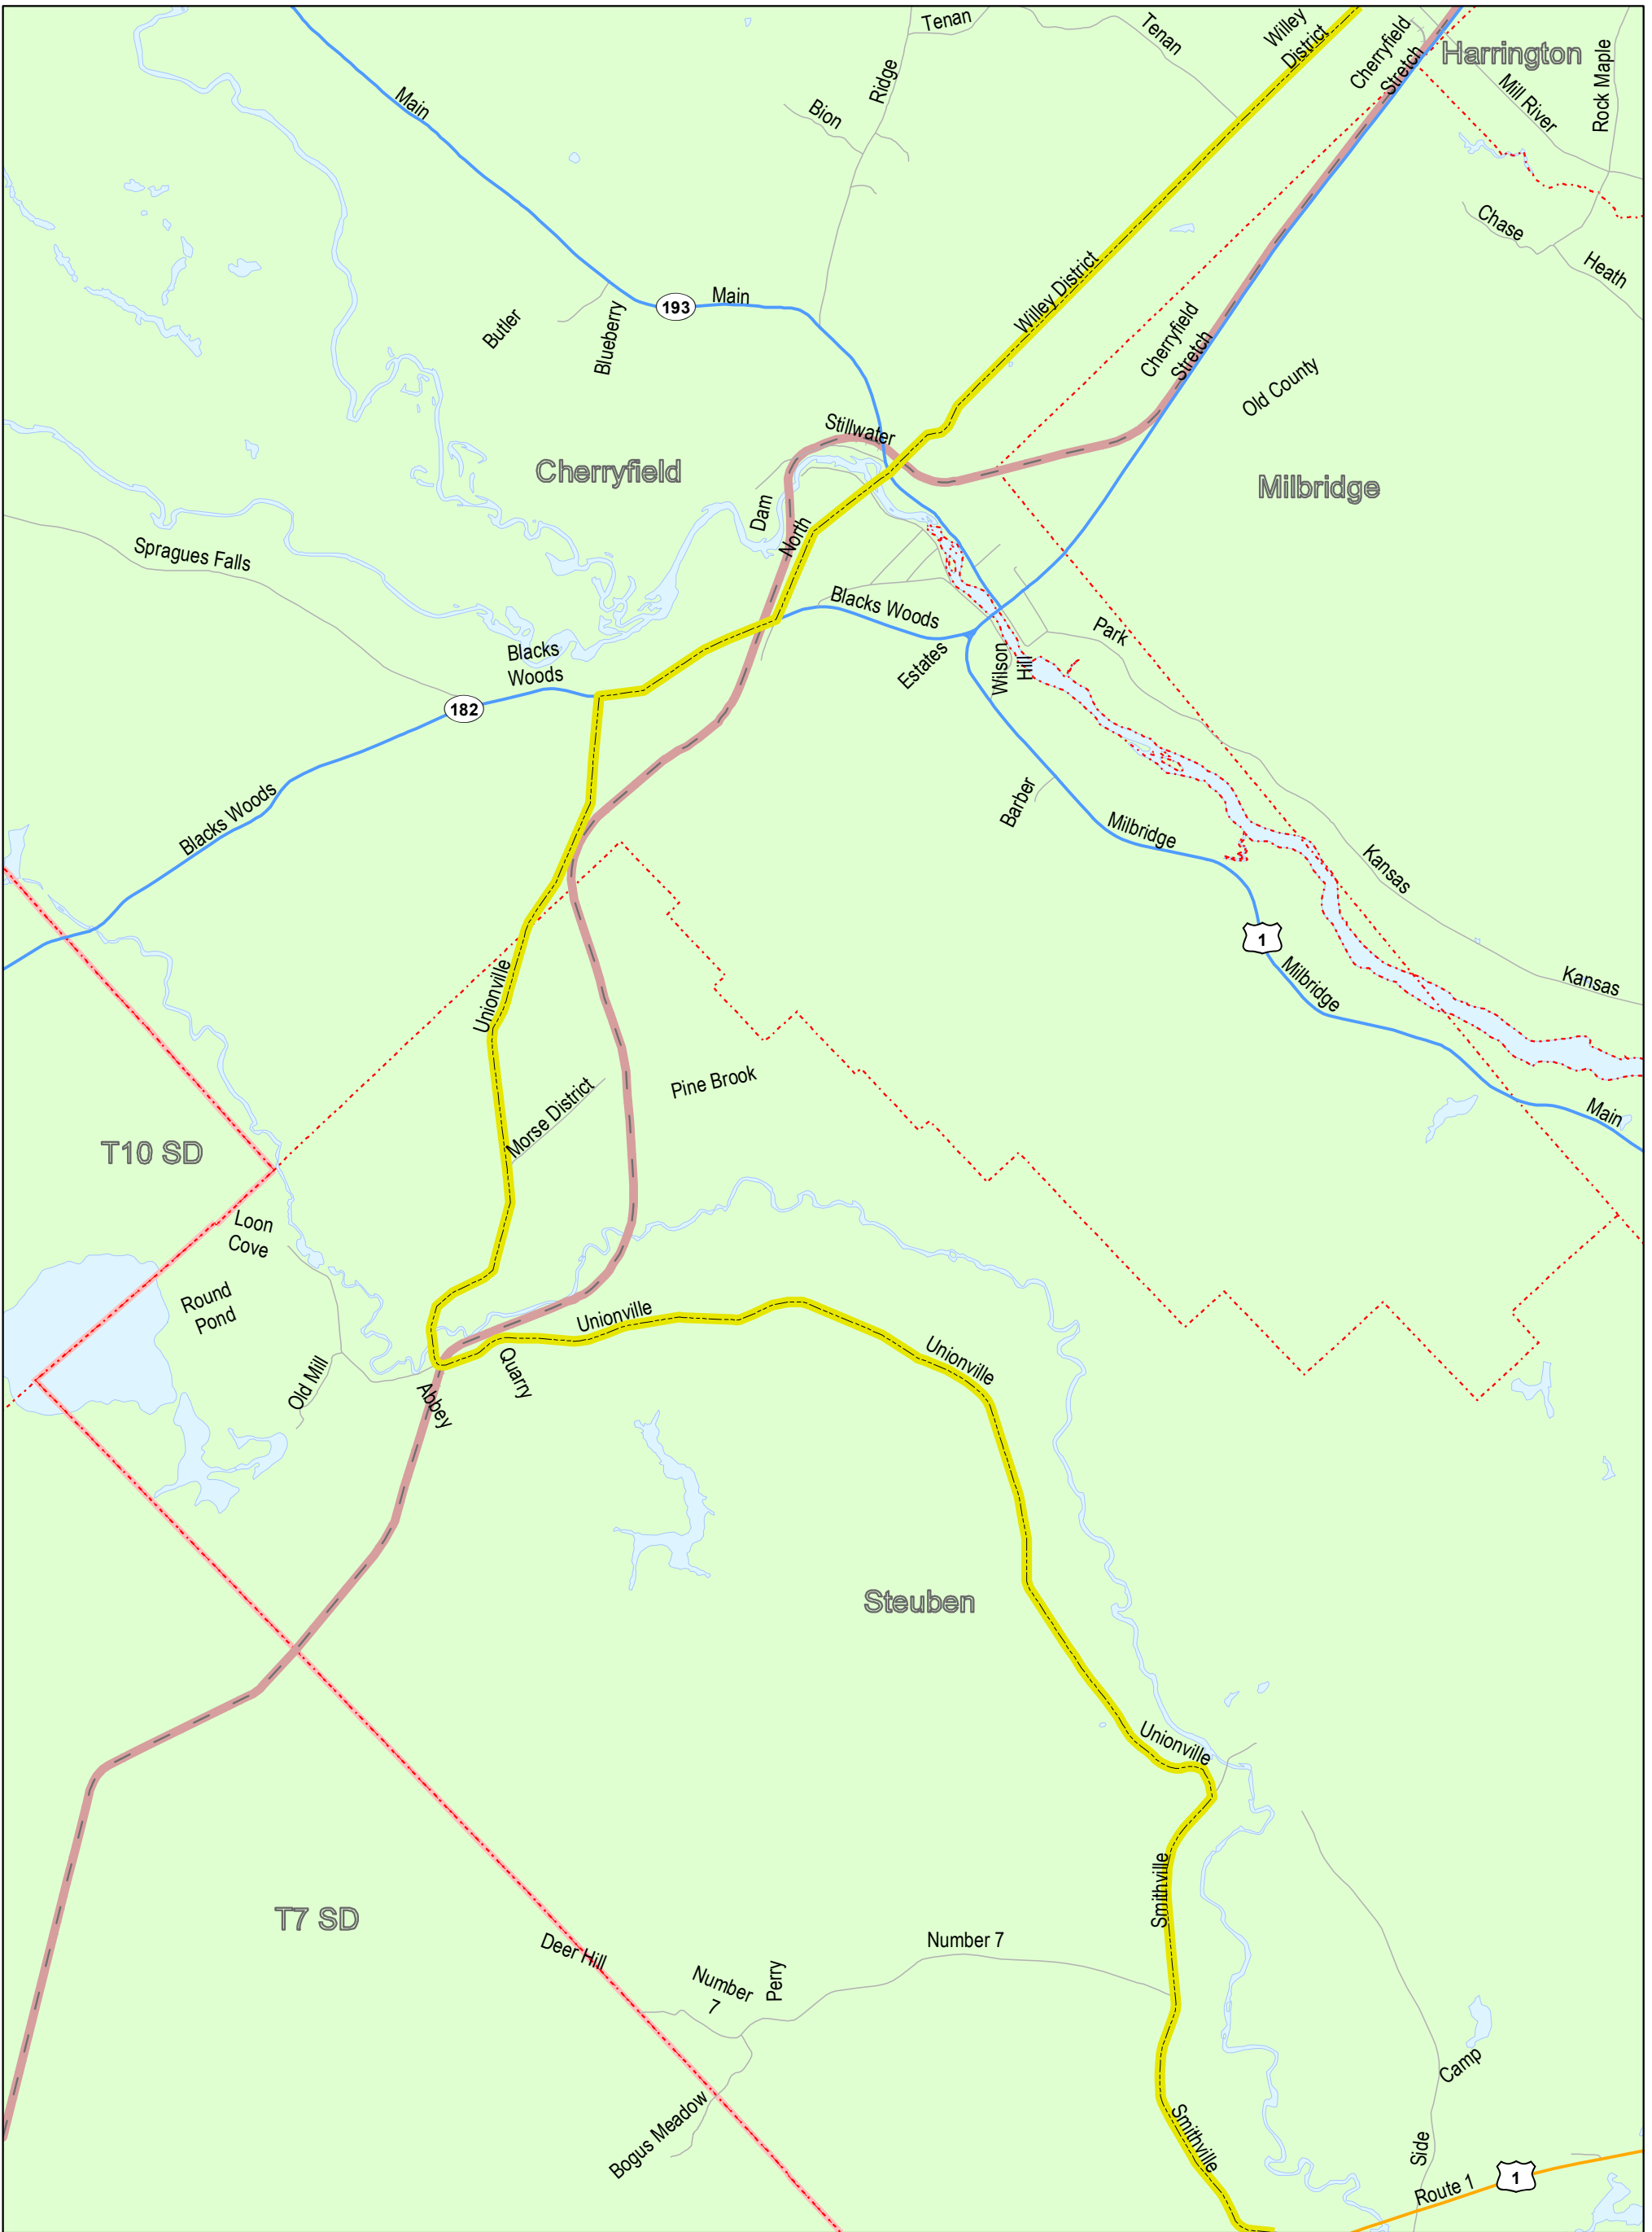 Tenan
Tenan
Willey
District
Cherryfield
Stretch
Harrington
Ridge
Mill River
Rock Maple
Main
Bion
Chase
Heath
Willey District
193
Main
Butler
Blueberry
Cherryfield
Stretch
Old County
Stillwater
Cherryfield
Milbridge
Dam
North
Spragues Falls
Blacks Woods
Park
Blacks
Woods
Estates
Wilson
Hill
182
Blacks Woods
Barber
Milbridge
Kansas
1
Unionville
Milbridge
Kansas
Pine Brook
Morse District
Main
T10 SD
Loon
Cove
Round
Pond
Unionville
Unionville
Old Mill
Quarry
Abbey
Steuben
Unionville
Smithville
T7 SD
Deer Hill
Number 7
Number
7
Perry
Camp
Bogus Meadow
Smithville
Side
Route 1
1